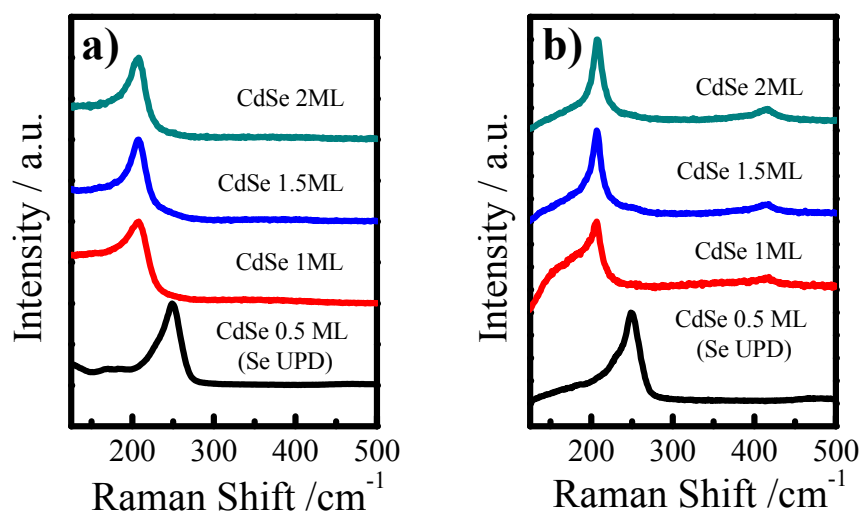 a)
CdSe 2ML
CdSe 1.5ML
CdSe 1ML
CdSe 0.5 ML
(Se UPD)
Intensity / a.u.
200 300 400 500
Raman Shift /cm⁻¹
b)
CdSe 2ML
CdSe 1.5ML
CdSe 1ML
CdSe 0.5 ML
(Se UPD)
Intensity / a.u.
200 300 400 500
Raman Shift /cm⁻¹